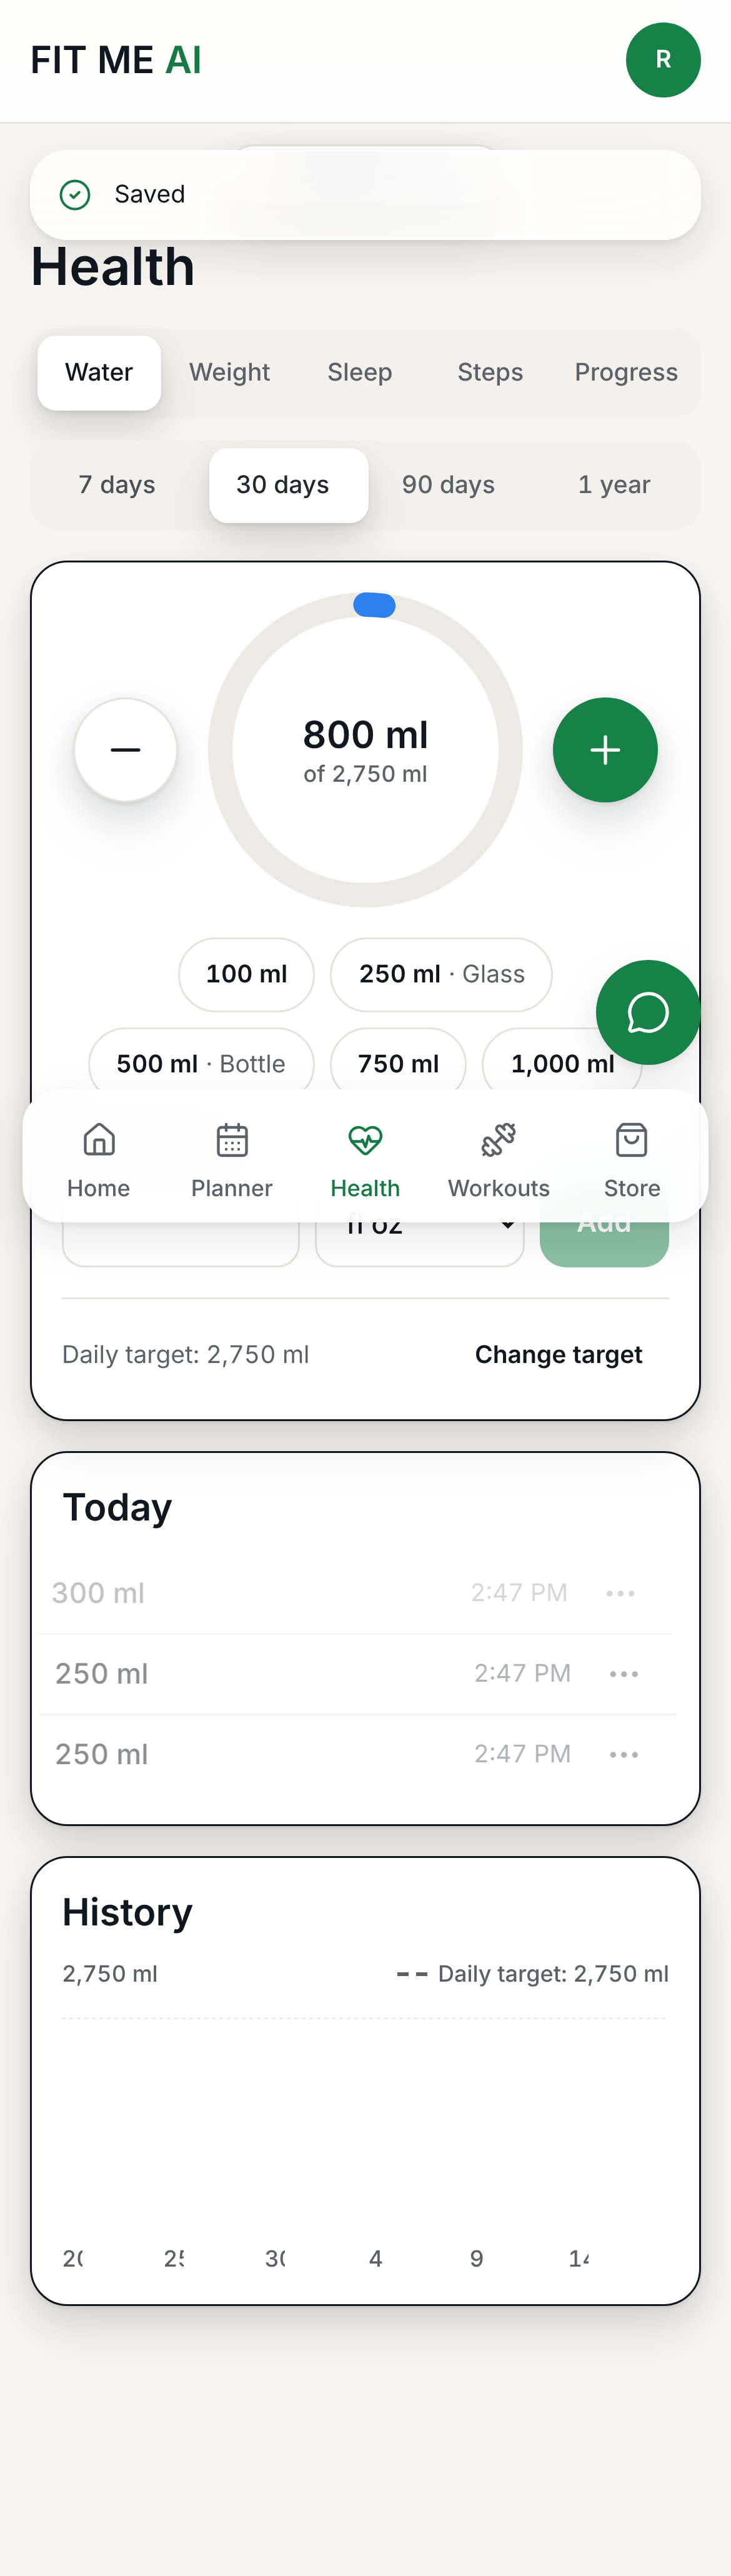 FIT ME AI
R
Saved
Health
Water Weight Sleep Steps Progress
7 days 30 days 90 days 1 year
800 ml
of 2,750 ml
100 ml
250 ml · Glass
500 ml · Bottle
750 ml
1,000 ml
Home Planner Health Workouts Store
fl oz
Add
Daily target: 2,750 ml
Change target
Today
300 ml 2:47 PM
250 ml 2:47 PM
250 ml 2:47 PM
History
2,750 ml
Daily target: 2,750 ml
4 9